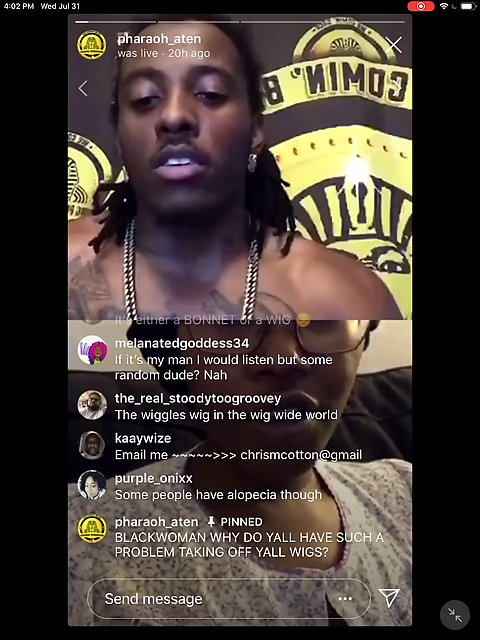 4:02 PM Wed Jul 31
pharaoh_aten
was live · 20h ago
COMIN' B
It's either a BONNET or a WIG 😔
melanatedgoddess34
If it's my man I would listen but some
random dude? Nah
the_real_stoodytoogroovey
The wiggles wig in the wig wide world
kaaywize
Email me ~~~~~>>> chrismcotton@gmail
purple_onixx
Some people have alopecia though
pharaoh_aten PINNED
BLACKWOMAN WHY DO YALL HAVE SUCH A
PROBLEM TAKING OFF YALL WIGS?
Send message